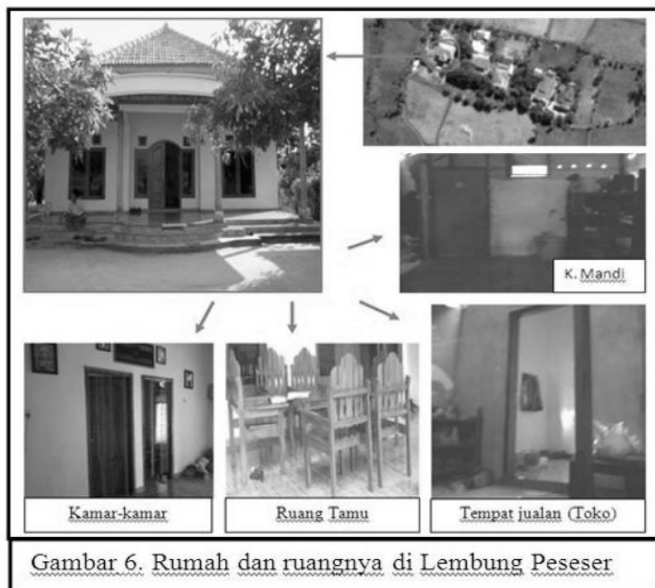 K. Mandi
Kamar-kamar
Ruang Tamu
Tempat jualan (Toko)
Gambar 6. Rumah dan ruangnya di Lembung Peseser